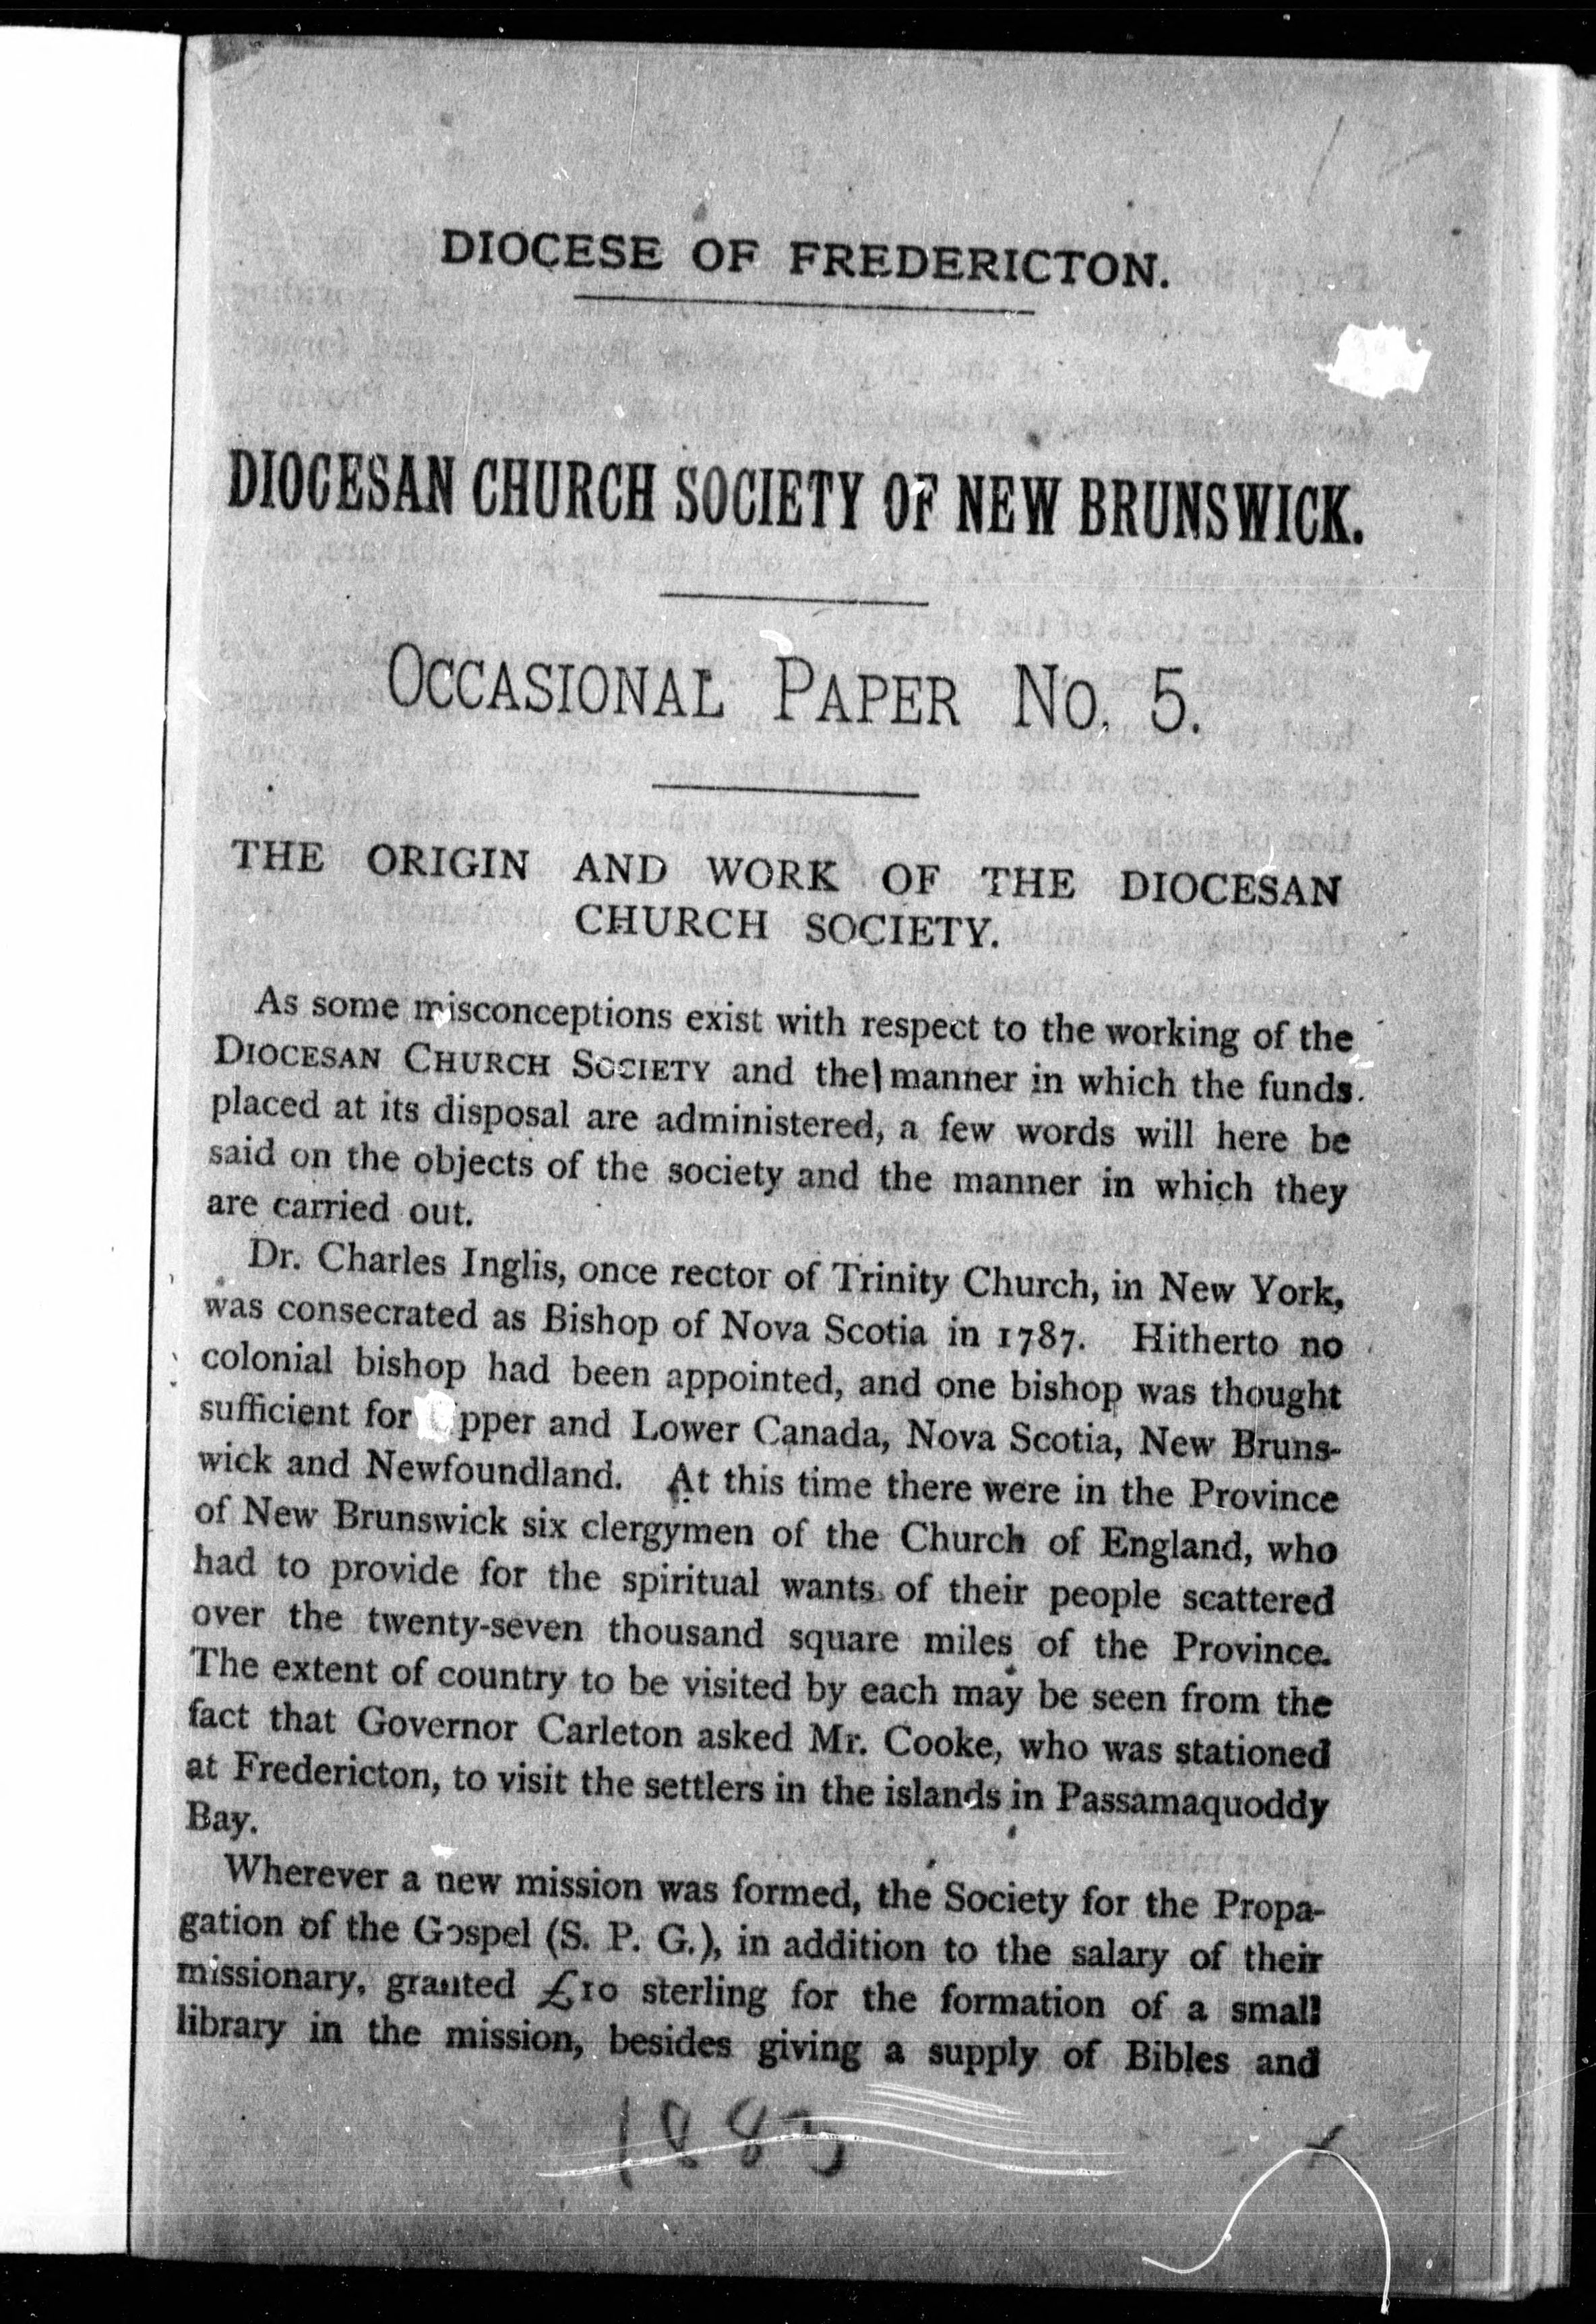 DIOCESE OF FREDERICTON.
DIOCESAN CHURCH SOCIETY OF NEW BRUNSWICK.
OCCASIONAL PAPER No. 5.
THE ORIGIN AND WORK OF THE DIOCESAN
CHURCH SOCIETY.
As some misconceptions exist with respect to the working of the
DIOCESAN CHURCH SOCIETY and the manner in which the funds
placed at its disposal are administered, a few words will here be
said on the objects of the society and the manner in which they
are carried out.
Dr. Charles Inglis, once rector of Trinity Church, in New York,
was consecrated as Bishop of Nova Scotia in 1787. Hitherto no
colonial bishop had been appointed, and one bishop was thought
sufficient for Upper and Lower Canada, Nova Scotia, New Bruns-
wick and Newfoundland. At this time there were in the Province
of New Brunswick six clergymen of the Church of England, who
had to provide for the spiritual wants of their people scattered
over the twenty-seven thousand square miles of the Province.
The extent of country to be visited by each may be seen from the
fact that Governor Carleton asked Mr. Cooke, who was stationed
at Fredericton, to visit the settlers in the islands in Passamaquoddy
Bay.
Wherever a new mission was formed, the Society for the Propa-
gation of the Gospel (S. P. G.), in addition to the salary of their
missionary, granted £10 sterling for the formation of a small
library in the mission, besides giving a supply of Bibles and